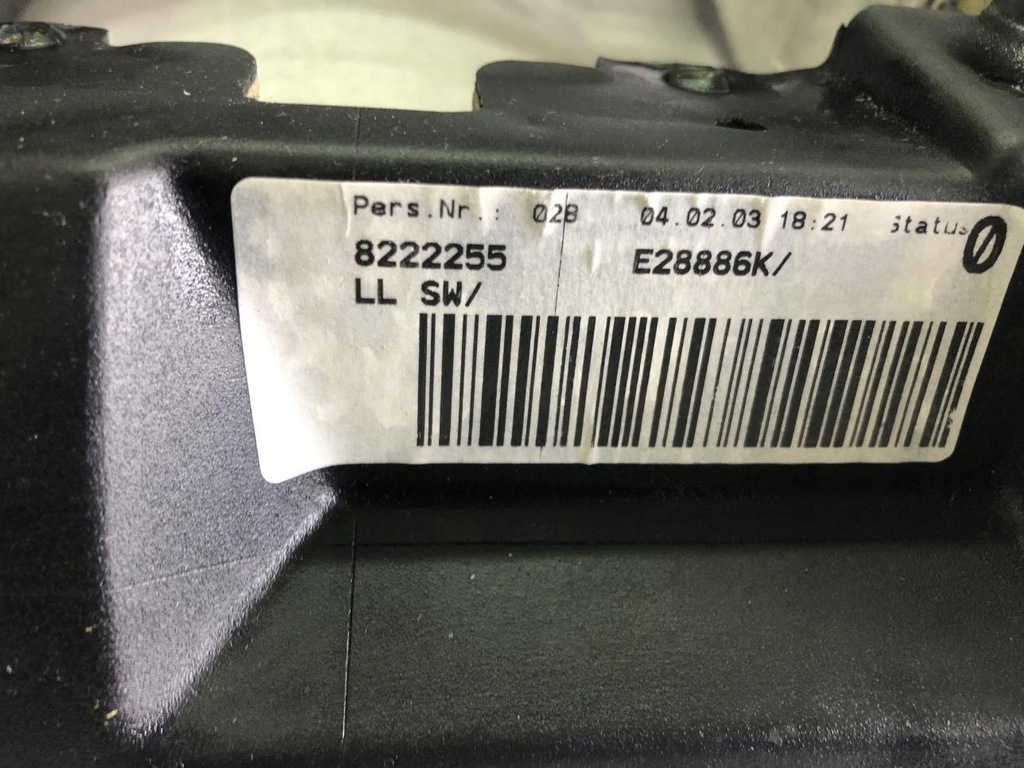 Pers.Nr.: 028 04.02.03 18:21 Status 0
8222255 E28886K/
LL SW/